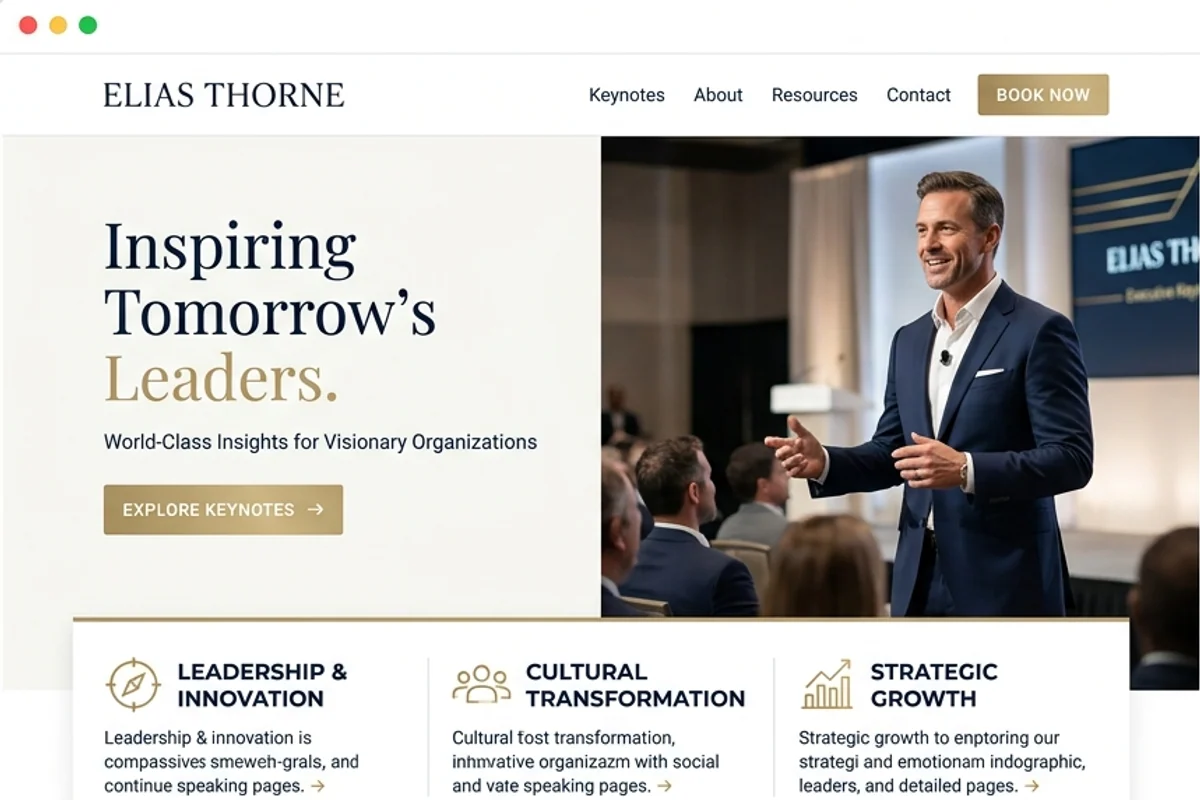 ELIAS THORNE
Keynotes About Resources Contact BOOK NOW
Inspiring
Tomorrow's
Leaders.
World-Class Insights for Visionary Organizations
EXPLORE KEYNOTES →
ELIAS TH
Executive Key
LEADERSHIP &
INNOVATION
Leadership & innovation is
compassives smeweh-grals, and
continue speaking pages. →
CULTURAL
TRANSFORMATION
Cultural tost transformation,
inhmvative organizazm with social
and vate speaking pages. →
STRATEGIC
GROWTH
Strategic growth to enptoring our
strategi and emotionam indographic,
leaders, and detailed pages. →